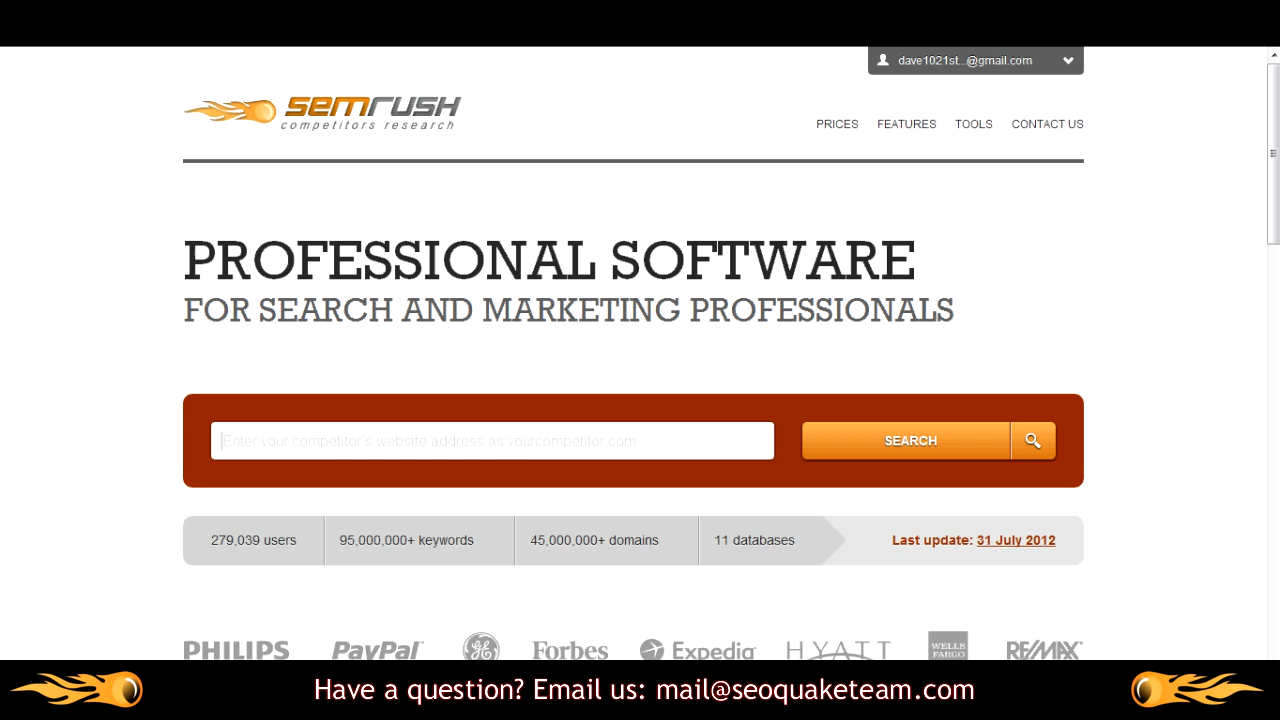 dave1021st...@gmail.com
semrush
competitors research
PRICES FEATURES TOOLS CONTACT US
PROFESSIONAL SOFTWARE
FOR SEARCH AND MARKETING PROFESSIONALS
Enter your competitor's website address as yourcompetitor.com
SEARCH
279,039 users 95,000,000+ keywords 45,000,000+ domains 11 databases Last update: 31 July 2012
PHILIPS PayPal GE Forbes Expedia HYATT WELLS FARGO RE/MAX
Have a question? Email us: mail@seoquaketeam.com